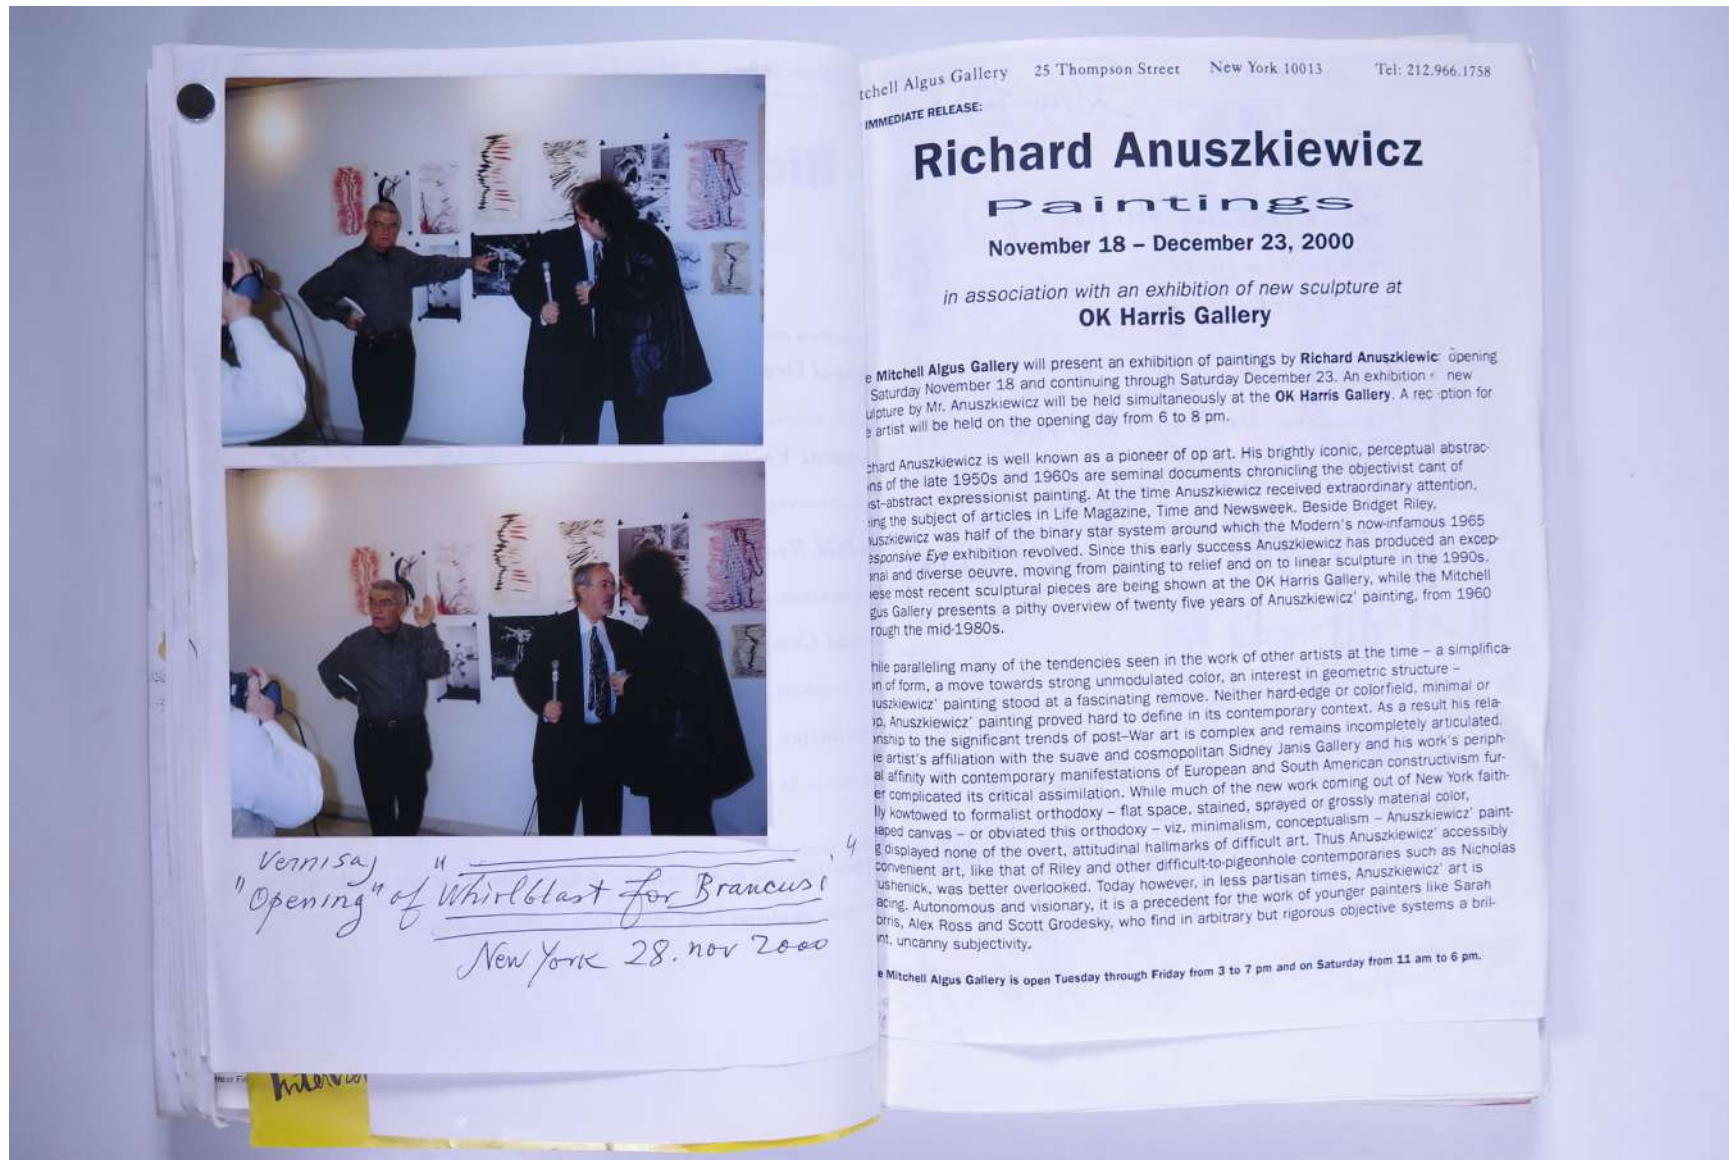 Vernisaj
"Opening" of "Whirlblast for Brancusi"
New York 28. nov 2000
Interview
tchell Algus Gallery 25 Thompson Street New York 10013 Tel: 212.966.1758
IMMEDIATE RELEASE:
Richard Anuszkiewicz
Paintings
November 18 – December 23, 2000
in association with an exhibition of new sculpture at
OK Harris Gallery
e Mitchell Algus Gallery will present an exhibition of paintings by Richard Anuszkiewic opening
Saturday November 18 and continuing through Saturday December 23. An exhibition new
ulpture by Mr. Anuszkiewicz will be held simultaneously at the OK Harris Gallery. A rec ption for
e artist will be held on the opening day from 6 to 8 pm.
chard Anuszkiewicz is well known as a pioneer of op art. His brightly iconic, perceptual abstrac-
ns of the late 1950s and 1960s are seminal documents chronicling the objectivist cant of
st–abstract expressionist painting. At the time Anuszkiewicz received extraordinary attention,
ing the subject of articles in Life Magazine, Time and Newsweek. Beside Bridget Riley,
nuszkiewicz was half of the binary star system around which the Modern's now-infamous 1965
esponsive Eye exhibition revolved. Since this early success Anuszkiewicz has produced an excep-
onal and diverse oeuvre, moving from painting to relief and on to linear sculpture in the 1990s.
nese most recent sculptural pieces are being shown at the OK Harris Gallery, while the Mitchell
gus Gallery presents a pithy overview of twenty five years of Anuszkiewicz' painting, from 1960
rough the mid-1980s.
hile paralleling many of the tendencies seen in the work of other artists at the time – a simplifica-
n of form, a move towards strong unmodulated color, an interest in geometric structure –
nuszkiewicz' painting stood at a fascinating remove. Neither hard-edge or colorfield, minimal or
op, Anuszkiewicz' painting proved hard to define in its contemporary context. As a result his rela-
onship to the significant trends of post–War art is complex and remains incompletely articulated.
e artist's affiliation with the suave and cosmopolitan Sidney Janis Gallery and his work's periph-
al affinity with contemporary manifestations of European and South American constructivism fur-
er complicated its critical assimilation. While much of the new work coming out of New York faith-
lly kowtowed to formalist orthodoxy – flat space, stained, sprayed or grossly material color,
aped canvas – or obviated this orthodoxy – viz. minimalism, conceptualism – Anuszkiewicz' paint-
g displayed none of the overt, attitudinal hallmarks of difficult art. Thus Anuszkiewicz' accessibly
convenient art, like that of Riley and other difficult-to-pigeonhole contemporaries such as Nicholas
ushenick, was better overlooked. Today however, in less partisan times, Anuszkiewicz' art is
acing. Autonomous and visionary, it is a precedent for the work of younger painters like Sarah
orris, Alex Ross and Scott Grodesky, who find in arbitrary but rigorous objective systems a bril-
nt, uncanny subjectivity.
e Mitchell Algus Gallery is open Tuesday through Friday from 3 to 7 pm and on Saturday from 11 am to 6 pm.